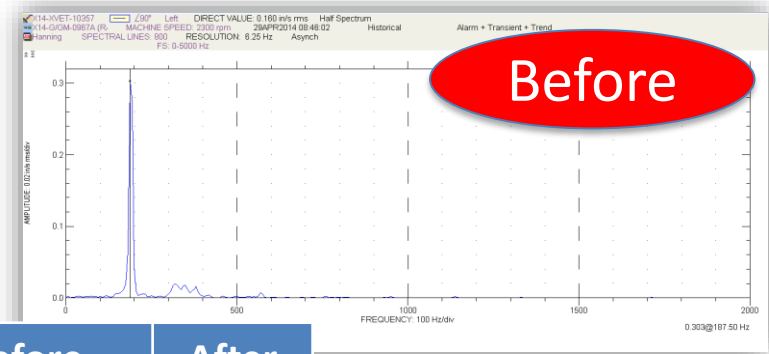 X14-XVET-10357 ∠90° Left DIRECT VALUE: 0.160 in/s rms Half Spectrum
X14-G/GM-0987A (R- MACHINE SPEED: 2300 rpm 29APR2014 08:46:02 Historical Alarm + Transient + Trend
Hanning SPECTRAL LINES: 800 RESOLUTION: 6.25 Hz Asynch
FS: 0-5000 Hz
Before
0.3
0.2
0.1
0.0
AMPLITUDE: 0.02 in/s rms/div
0 500 1000 1500 2000
FREQUENCY: 100 Hz/div
0.303@187.50 Hz
After